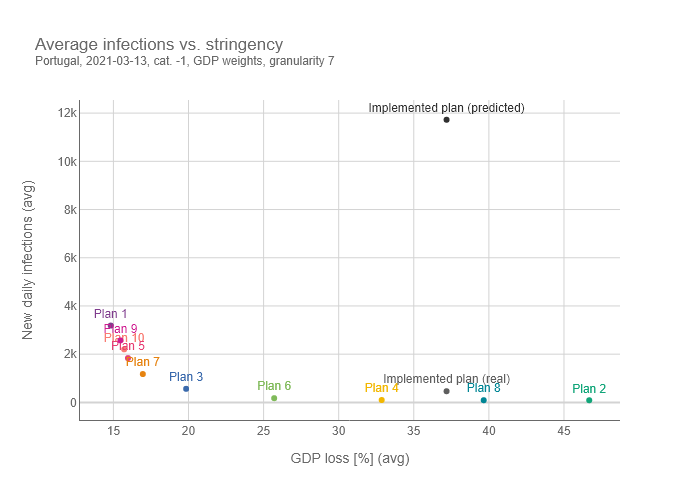 Average infections vs. stringency
Portugal, 2021-03-13, cat. -1, GDP weights, granularity 7
Implemented plan (predicted)
12k
10k
8k
6k
4k
2k
0
New daily infections (avg)
Plan 1
Plan 9
Plan 10
Plan 5
Plan 7
Plan 3
Plan 6
Plan 4
Implemented plan (real)
Plan 8
Plan 2
15
20
25
30
35
40
45
GDP loss [%] (avg)